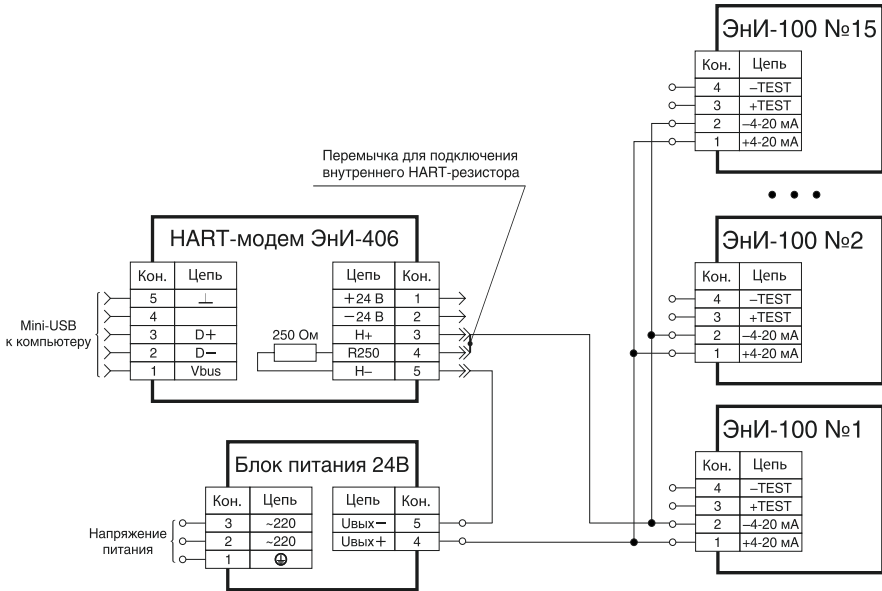 ЭнИ-100 №15
Кон. Цепь
4 –TEST
3 +TEST
2 –4-20 мА
1 +4-20 мА
Перемычка для подключения
внутреннего HART-резистора
HART-модем ЭнИ-406
Кон. Цепь
5 ⊥
4
3 D+
2 D−
1 Vbus
Mini-USB
к компьютеру
250 Ом
Цепь Кон.
+24 В 1
−24 В 2
H+ 3
R250 4
H– 5
ЭнИ-100 №2
Кон. Цепь
4 –TEST
3 +TEST
2 –4-20 мА
1 +4-20 мА
Блок питания 24В
Кон. Цепь
3 ~220
2 ~220
1
Напряжение
питания
Цепь Кон.
Uвых− 5
Uвых+ 4
ЭнИ-100 №1
Кон. Цепь
4 –TEST
3 +TEST
2 –4-20 мА
1 +4-20 мА